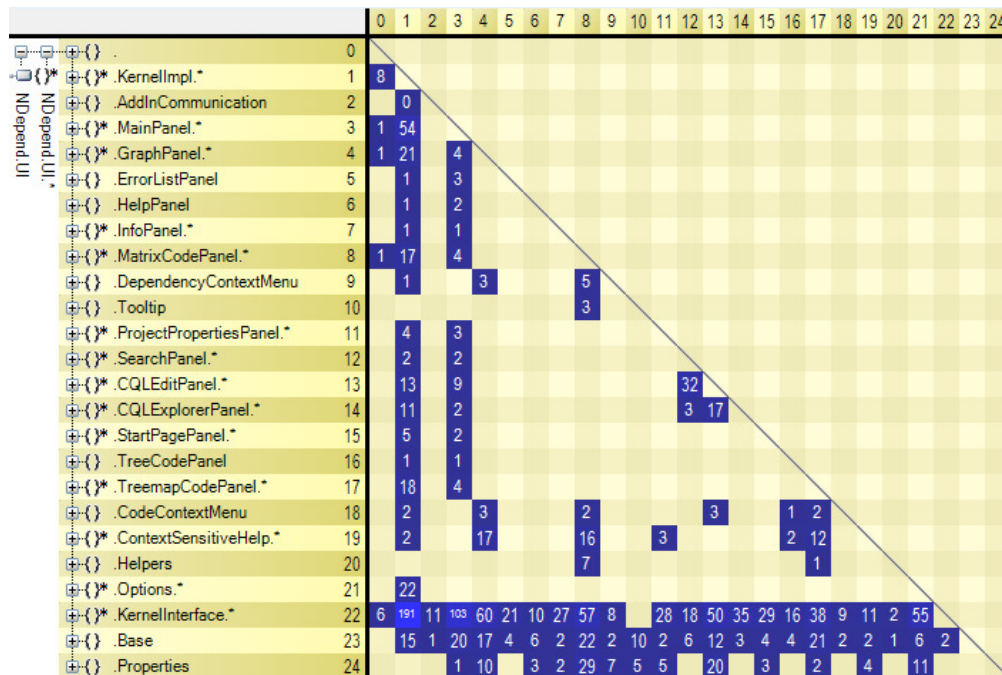 0 1 2 3 4 5 6 7 8 9 10 11 12 13 14 15 16 17 18 19 20 21 22 23 24
{} . 0
{}* .KernelImpl.* 1 8
{} .AddInCommunication 2 0
{}* .MainPanel.* 3 1 54
{}* .GraphPanel.* 4 1 21 4
{} .ErrorListPanel 5 1 3
{} .HelpPanel 6 1 2
{}* .InfoPanel.* 7 1 1
{}* .MatrixCodePanel.* 8 1 17 4
{} .DependencyContextMenu 9 1 3 5
{} .Tooltip 10 3
{}* .ProjectPropertiesPanel.* 11 4 3
{}* .SearchPanel.* 12 2 2
{}* .CQLEditPanel.* 13 13 9 32
{}* .CQLExplorerPanel.* 14 11 2 3 17
{}* .StartPagePanel.* 15 5 2
{} .TreeCodePanel 16 1 1
{}* .TreemapCodePanel.* 17 18 4
{} .CodeContextMenu 18 2 3 2 3 1 2
{}* .ContextSensitiveHelp.* 19 2 17 16 3 2 12
{} .Helpers 20 7 1
{}* .Options.* 21 22
{}* .KernelInterface.* 22 6 191 11 103 60 21 10 27 57 8 28 18 50 35 29 16 38 9 11 2 55
{} .Base 23 15 1 20 17 4 6 2 22 2 10 2 6 12 3 4 4 21 2 2 1 6 2
{} .Properties 24 1 10 3 2 29 7 5 5 20 3 2 4 11
{}*
NDepend.UI
NDepend.UI.*